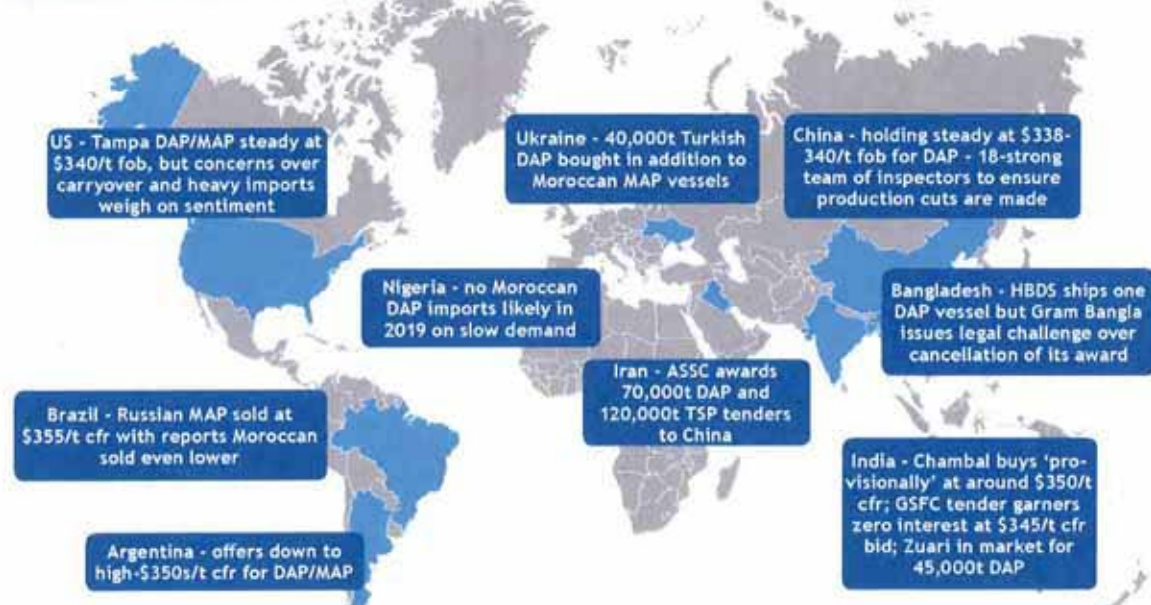 US - Tampa DAP/MAP steady at
$340/t fob, but concerns over
carryover and heavy imports
weigh on sentiment
Ukraine - 40,000t Turkish
DAP bought in addition to
Moroccan MAP vessels
China - holding steady at $338-
340/t fob for DAP - 18-strong
team of inspectors to ensure
production cuts are made
Nigeria - no Moroccan
DAP imports likely in
2019 on slow demand
Bangladesh - HBDS ships one
DAP vessel but Gram Bangla
issues legal challenge over
cancellation of its award
Iran - ASSC awards
70,000t DAP and
120,000t TSP tenders
to China
Brazil - Russian MAP sold at
$355/t cfr with reports Moroccan
sold even lower
India - Chambal buys ‘pro-
visionally’ at around $350/t
cfr; GSFC tender garners
zero interest at $345/t cfr
bid; Zuari in market for
45,000t DAP
Argentina - offers down to
high-$350s/t cfr for DAP/MAP